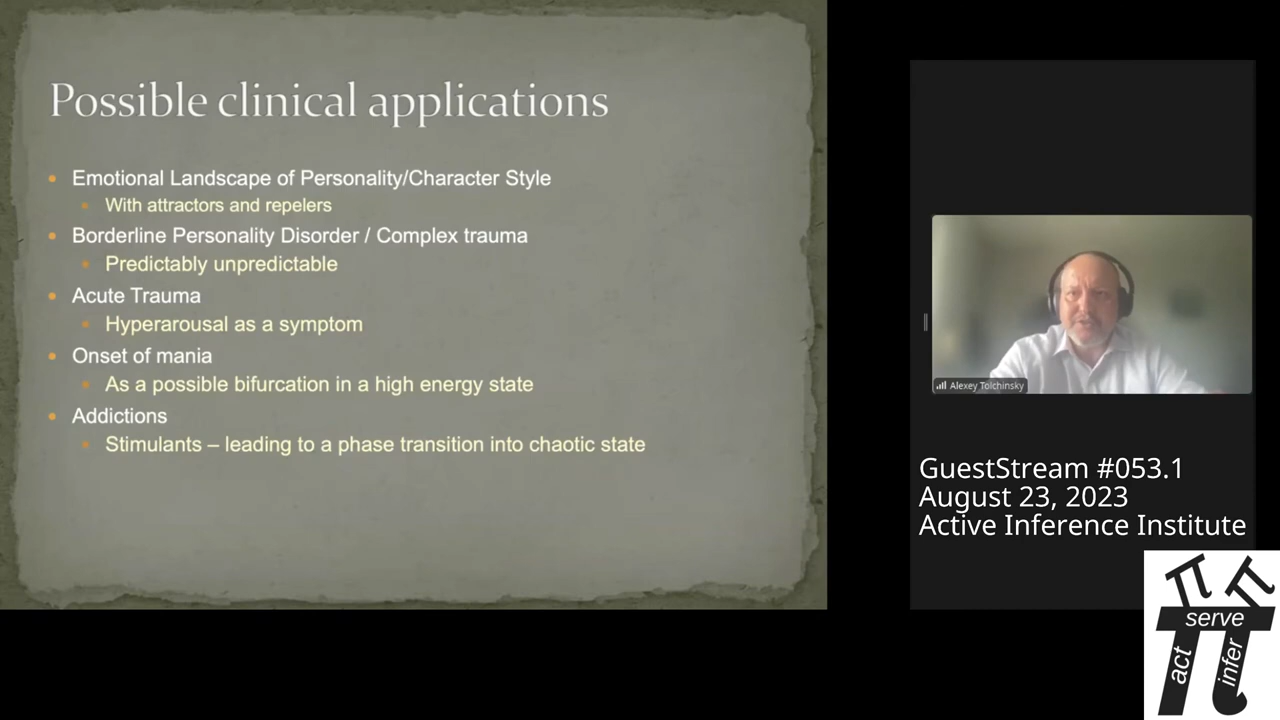 Possible clinical applications
Emotional Landscape of Personality/Character Style
With attractors and repelers
Borderline Personality Disorder / Complex trauma
Predictably unpredictable
Acute Trauma
Hyperarousal as a symptom
Onset of mania
As a possible bifurcation in a high energy state
Addictions
Stimulants – leading to a phase transition into chaotic state
Alexey Tolchinsky
GuestStream #053.1
August 23, 2023
Active Inference Institute
π π
serve
π
act
infer